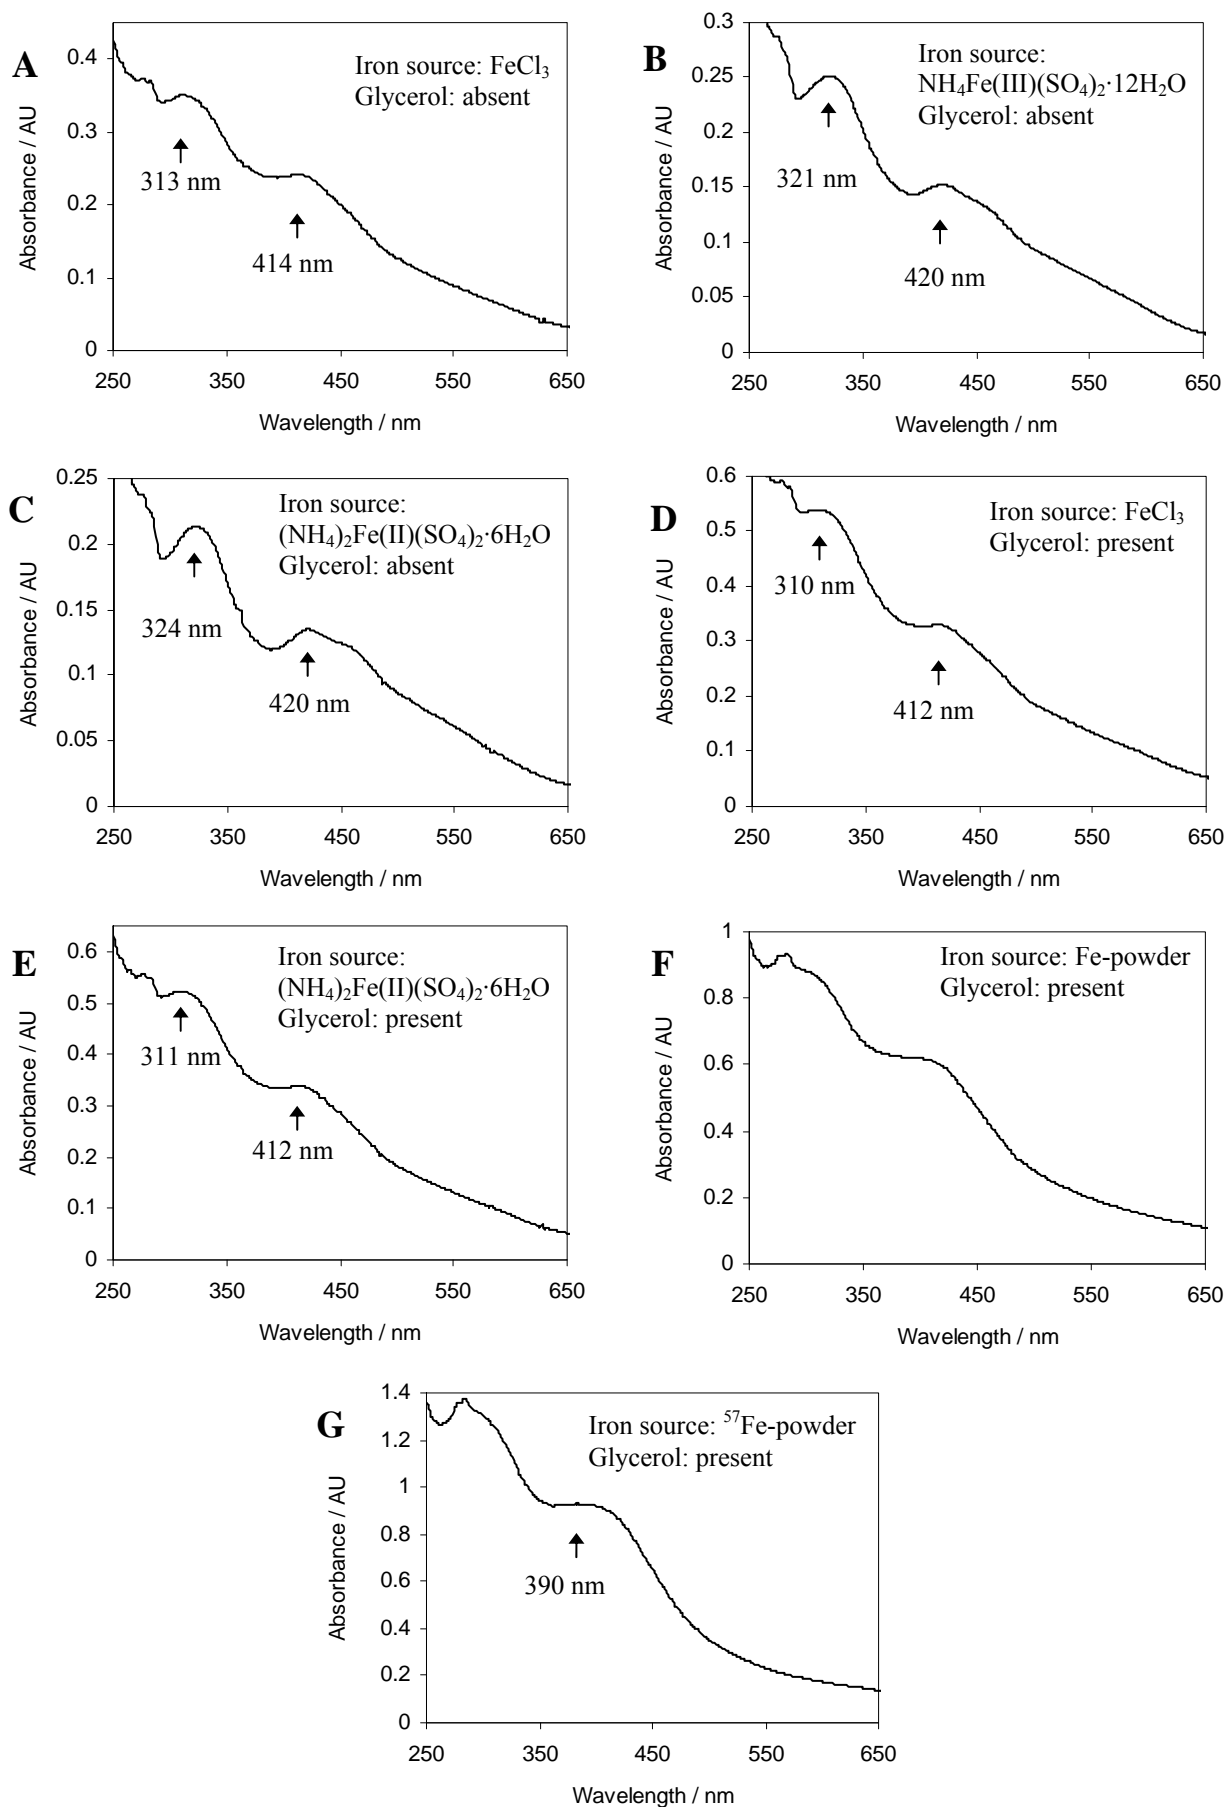 A
Iron source: FeCl₃
Glycerol: absent
Absorbance / AU
0.4
0.3
0.2
0.1
0
313 nm
414 nm
250 350 450 550 650
Wavelength / nm
B
Iron source:
NH₄Fe(III)(SO₄)₂·12H₂O
Glycerol: absent
Absorbance / AU
0.3
0.25
0.2
0.15
0.1
0.05
0
321 nm
420 nm
250 350 450 550 650
Wavelength / nm
C
Iron source:
(NH₄)₂Fe(II)(SO₄)₂·6H₂O
Glycerol: absent
Absorbance / AU
0.25
0.2
0.15
0.1
0.05
0
324 nm
420 nm
250 350 450 550 650
Wavelength / nm
D
Iron source: FeCl₃
Glycerol: present
Absorbance / AU
0.6
0.5
0.4
0.3
0.2
0.1
0
310 nm
412 nm
250 350 450 550 650
Wavelength / nm
E
Iron source:
(NH₄)₂Fe(II)(SO₄)₂·6H₂O
Glycerol: present
Absorbance / AU
0.6
0.5
0.4
0.3
0.2
0.1
0
311 nm
412 nm
250 350 450 550 650
Wavelength / nm
F
Iron source: Fe-powder
Glycerol: present
Absorbance / AU
1
0.8
0.6
0.4
0.2
0
250 350 450 550 650
Wavelength / nm
G
Iron source: ⁵⁷Fe-powder
Glycerol: present
Absorbance / AU
1.4
1.2
1
0.8
0.6
0.4
0.2
0
390 nm
250 350 450 550 650
Wavelength / nm